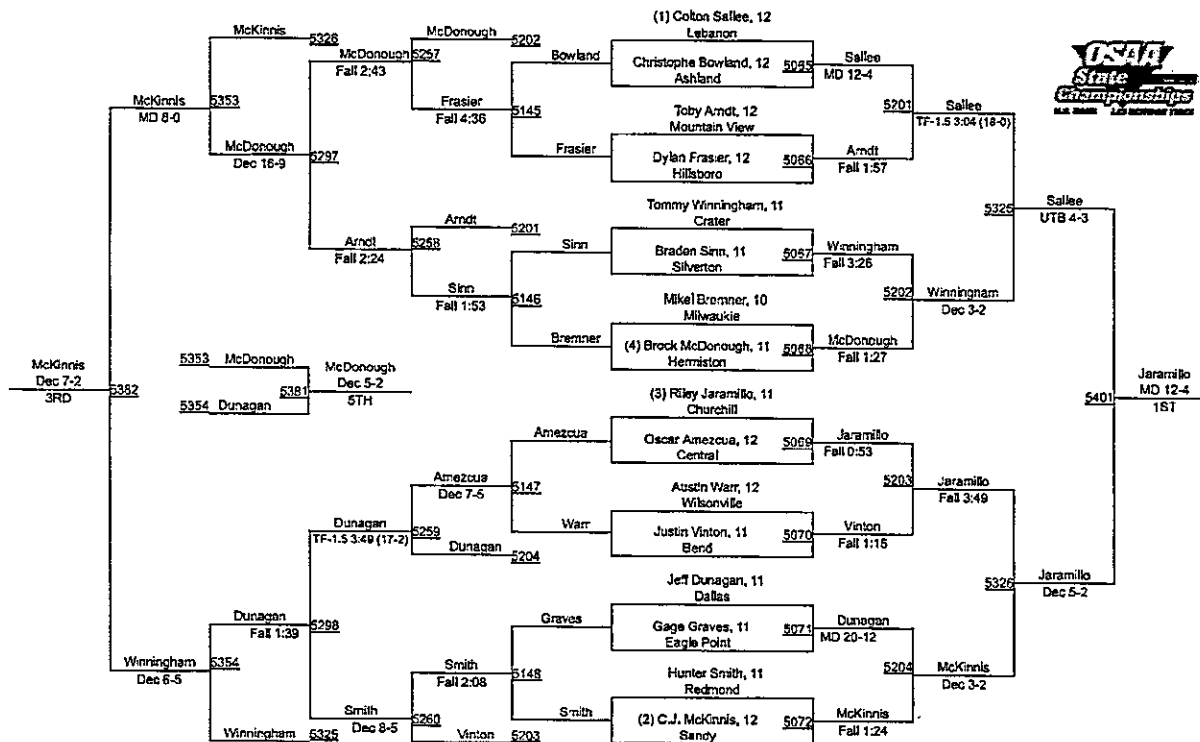 OSAA
State
Championships
McKinnis
5326
McDonough
Fall 2:43
McDonough
5202
5257
Frasier
Fall 4:36
Bowland
5145
Frasier
(1) Colton Sallee, 12
Lebanon
Christophe Bowland, 12
Ashland
5065
Sallee
MD 12-4
Toby Arndt, 12
Mountain View
Dylan Frasier, 12
Hillsboro
5066
Arndt
Fall 1:57
5201
Sallee
TF-1.5 3:04 (18-0)
McKinnis
MD 8-0
5353
McDonough
Dec 16-9
5297
Arndt
Fall 2:24
Arndt
5201
5258
Sinn
Fall 1:53
Sinn
5146
Bremner
Tommy Winningham, 11
Crater
Braden Sinn, 11
Silverton
5067
Winningham
Fall 3:26
Mikel Bremner, 10
Milwaukie
(4) Brock McDonough, 11
Hermiston
5068
McDonough
Fall 1:27
5202
Winningham
Dec 3-2
5325
Sallee
UTB 4-3
McKinnis
Dec 7-2
3RD
5382
5353
McDonough
5354
Dunagan
5381
McDonough
Dec 5-2
5TH
5401
Jaramillo
MD 12-4
1ST
Amezcua
Dec 7-5
Amezcua
5147
Warr
(3) Riley Jaramillo, 11
Churchill
Oscar Amezcua, 12
Central
5069
Jaramillo
Fall 0:53
Austin Warr, 12
Wilsonville
Justin Vinton, 11
Bend
5070
Vinton
Fall 1:16
5203
Jaramillo
Fall 3:49
Dunagan
TF-1.5 3:49 (17-2)
5259
Dunagan
5204
Dunagan
Fall 1:39
5298
Winningham
Dec 6-5
5354
Winningham
5325
Smith
Dec 8-5
Smith
Fall 2:08
5260
Vinton
5203
Graves
5148
Smith
Jeff Dunagan, 11
Dallas
Gage Graves, 11
Eagle Point
5071
Dunagan
MD 20-12
Hunter Smith, 11
Redmond
(2) C.J. McKinnis, 12
Sandy
5072
McKinnis
Fall 1:24
5204
McKinnis
Dec 3-2
5326
Jaramillo
Dec 5-2